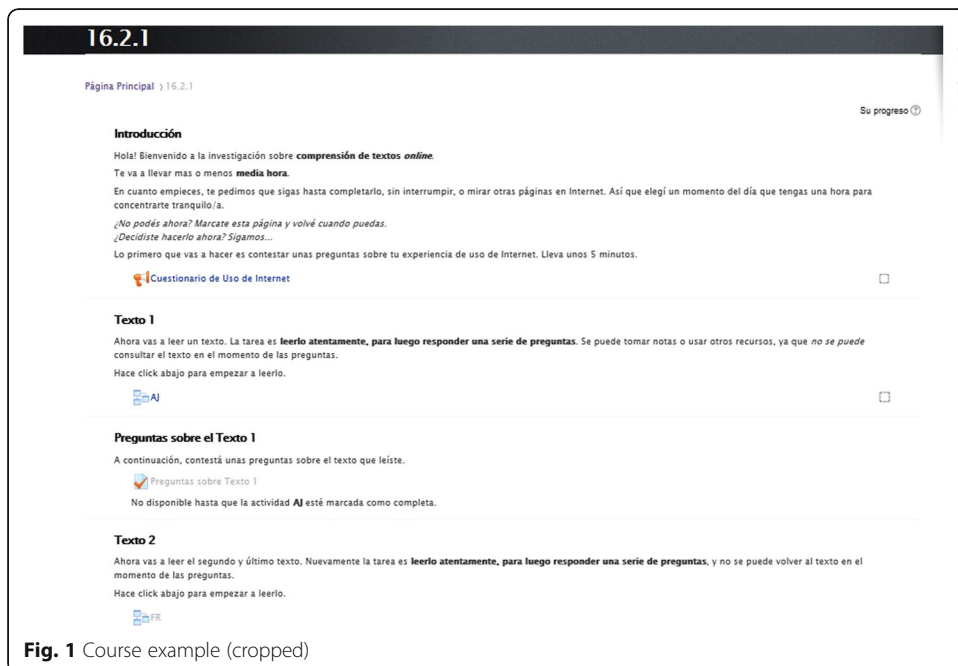 16.2.1
Página Principal ❯ 16.2.1
Su progreso
Introducción
Hola! Bienvenido a la investigación sobre comprensión de textos online.
Te va a llevar mas o menos media hora.
En cuanto empieces, te pedimos que sigas hasta completarlo, sin interrumpir, o mirar otras páginas en Internet. Así que elegí un momento del día que tengas una hora para
concentrarte tranquilo/a.
¿No podés ahora? Marcate esta página y volvé cuando puedas.
¿Decidiste hacerlo ahora? Sigamos...
Lo primero que vas a hacer es contestar unas preguntas sobre tu experiencia de uso de Internet. Lleva unos 5 minutos.
Cuestionario de Uso de Internet
Texto 1
Ahora vas a leer un texto. La tarea es leerlo atentamente, para luego responder una serie de preguntas. Se puede tomar notas o usar otros recursos, ya que no se puede
consultar el texto en el momento de las preguntas.
Hace click abajo para empezar a leerlo.
AJ
Preguntas sobre el Texto 1
A continuación, contestá unas preguntas sobre el texto que leíste.
Preguntas sobre Texto 1
No disponible hasta que la actividad AJ esté marcada como completa.
Texto 2
Ahora vas a leer el segundo y último texto. Nuevamente la tarea es leerlo atentamente, para luego responder una serie de preguntas, y no se puede volver al texto en el
momento de las preguntas.
Hace click abajo para empezar a leerlo.
FR
Fig. 1 Course example (cropped)